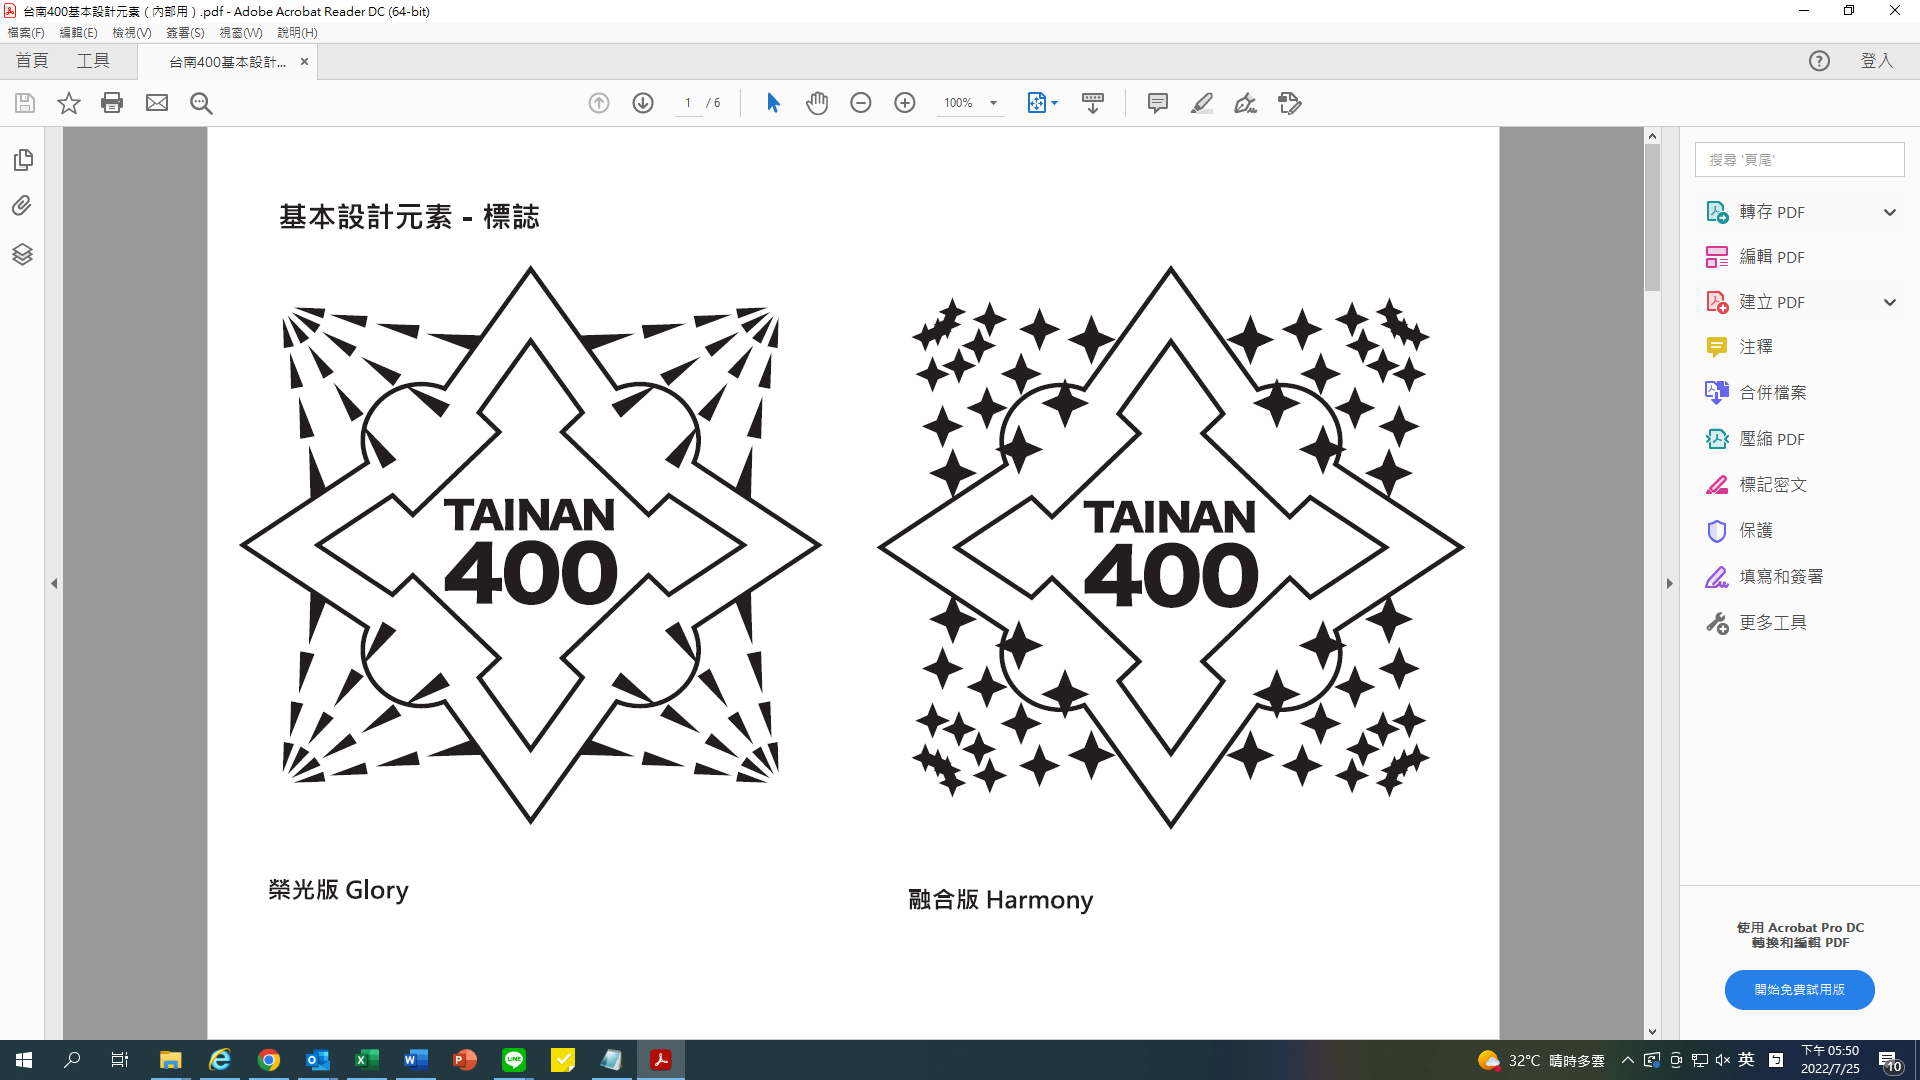 台南400基本設計元素 ( 內部用 ) .pdf - Adobe Acrobat Reader DC (64-bit)
檔案(F) 編輯(E) 檢視(V) 簽署(S) 視窗(W) 說明(H)
首頁 工具 台南400基本設計... × ? 登入
1 / 6 100%
搜尋 '頁尾'
轉存 PDF
編輯 PDF
建立 PDF
注釋
合併檔案
壓縮 PDF
標記密文
保護
填寫和簽署
更多工具
基本設計元素 - 標誌
TAINAN
400
TAINAN
400
榮光版 Glory
融合版 Harmony
使用 Acrobat Pro DC
轉換和編輯 PDF
開始免費試用版
32°C 晴時多雲
英
下午 05:50
2022/7/25
10